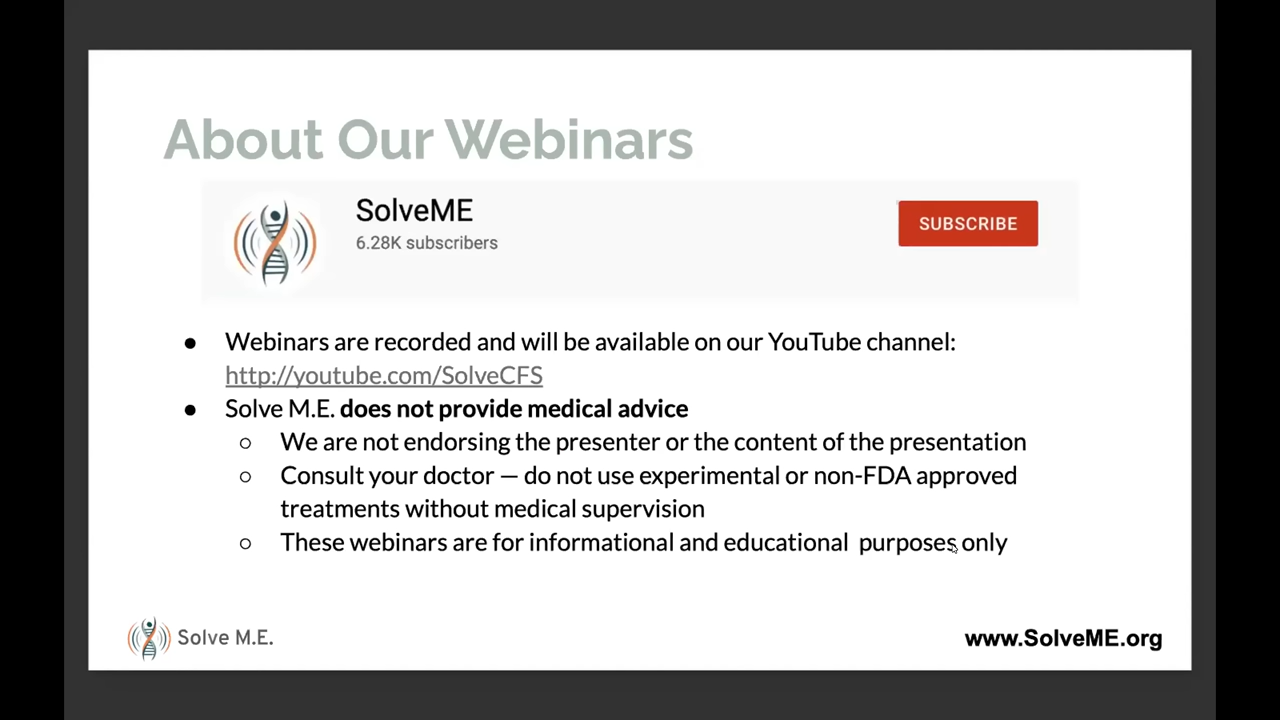 About Our Webinars
SolveME
6.28K subscribers
SUBSCRIBE
● Webinars are recorded and will be available on our YouTube channel:
http://youtube.com/SolveCFS
● Solve M.E. does not provide medical advice
○ We are not endorsing the presenter or the content of the presentation
○ Consult your doctor — do not use experimental or non-FDA approved
treatments without medical supervision
○ These webinars are for informational and educational  purposes only
Solve M.E.
www.SolveME.org